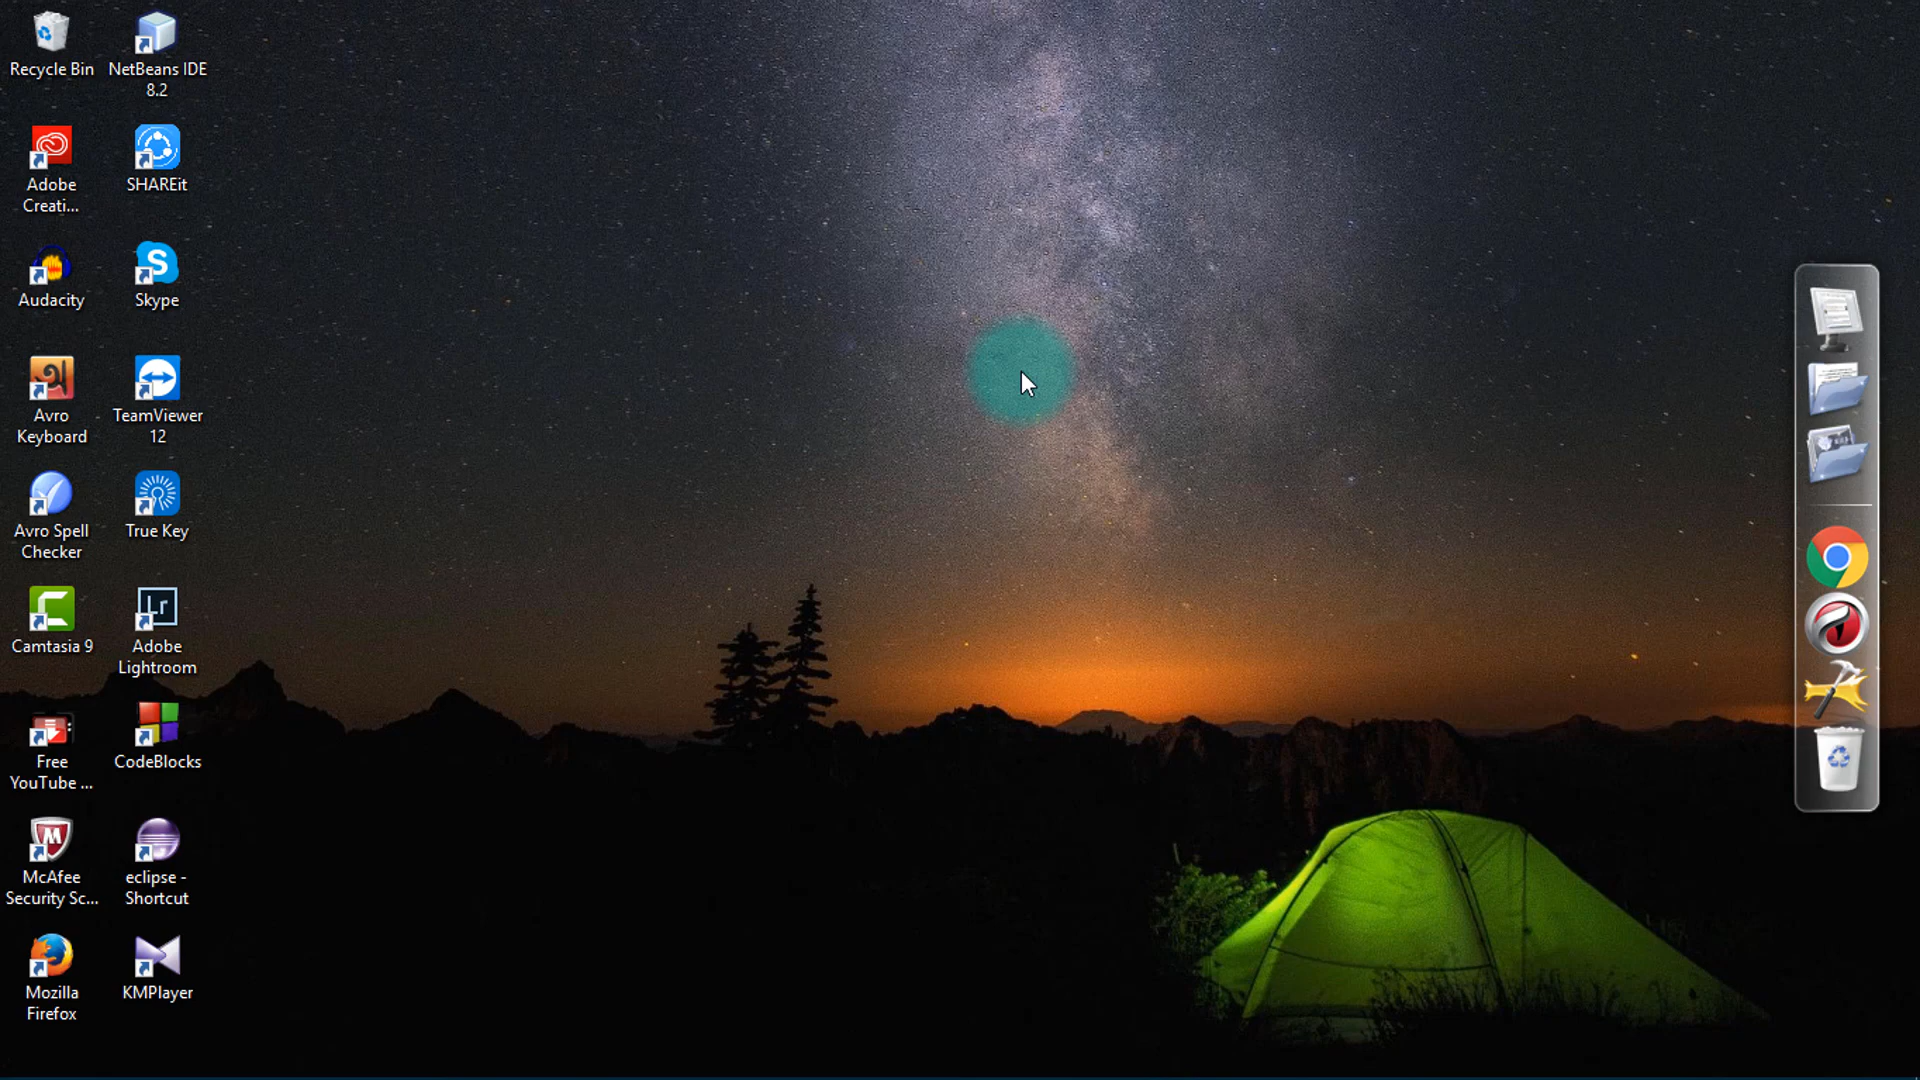 Recycle Bin
NetBeans IDE
8.2
Adobe
Creati...
SHAREit
Audacity
Skype
Avro
Keyboard
TeamViewer
12
Avro Spell
Checker
True Key
Camtasia 9
Adobe
Lightroom
Free
YouTube ...
CodeBlocks
McAfee
Security Sc...
eclipse -
Shortcut
Mozilla
Firefox
KMPlayer